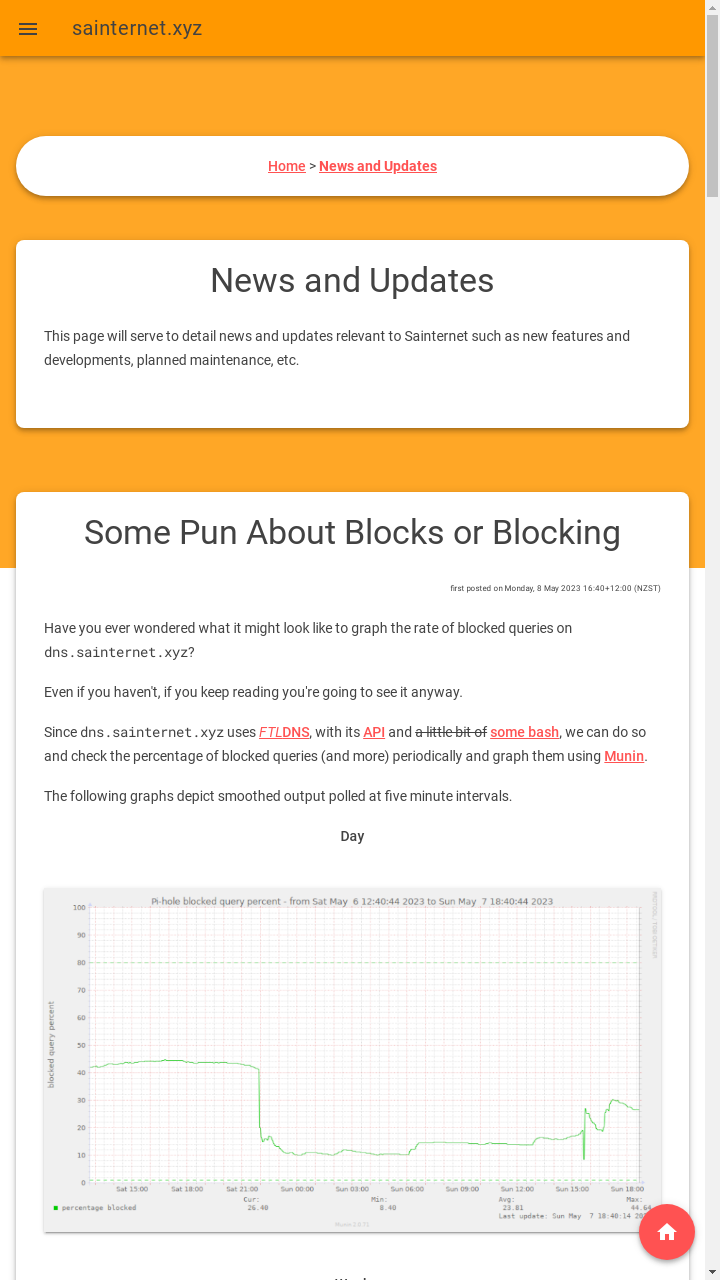 sainternet.xyz
Home > News and Updates
News and Updates
This page will serve to detail news and updates relevant to Sainternet such as new features and
developments, planned maintenance, etc.
Some Pun About Blocks or Blocking
first posted on Monday, 8 May 2023 16:40+12:00 (NZST)
Have you ever wondered what it might look like to graph the rate of blocked queries on
dns.sainternet.xyz?
Even if you haven't, if you keep reading you're going to see it anyway.
Since dns.sainternet.xyz uses FTLDNS, with its API and a little bit of some bash, we can do so
and check the percentage of blocked queries (and more) periodically and graph them using Munin.
The following graphs depict smoothed output polled at five minute intervals.
Day
Pi-hole blocked query percent - from Sat May 6 12:40:44 2023 to Sun May 7 18:40:44 2023
blocked query percent
100
90
80
70
60
50
40
30
20
10
0
Sat 15:00 Sat 18:00 Sat 21:00 Sun 00:00 Sun 03:00 Sun 06:00 Sun 09:00 Sun 12:00 Sun 15:00 Sun 18:00
Cur: Min: Avg: Max:
percentage blocked 26.40 8.40 23.81 44.64
Last update: Sun May 7 18:40:14